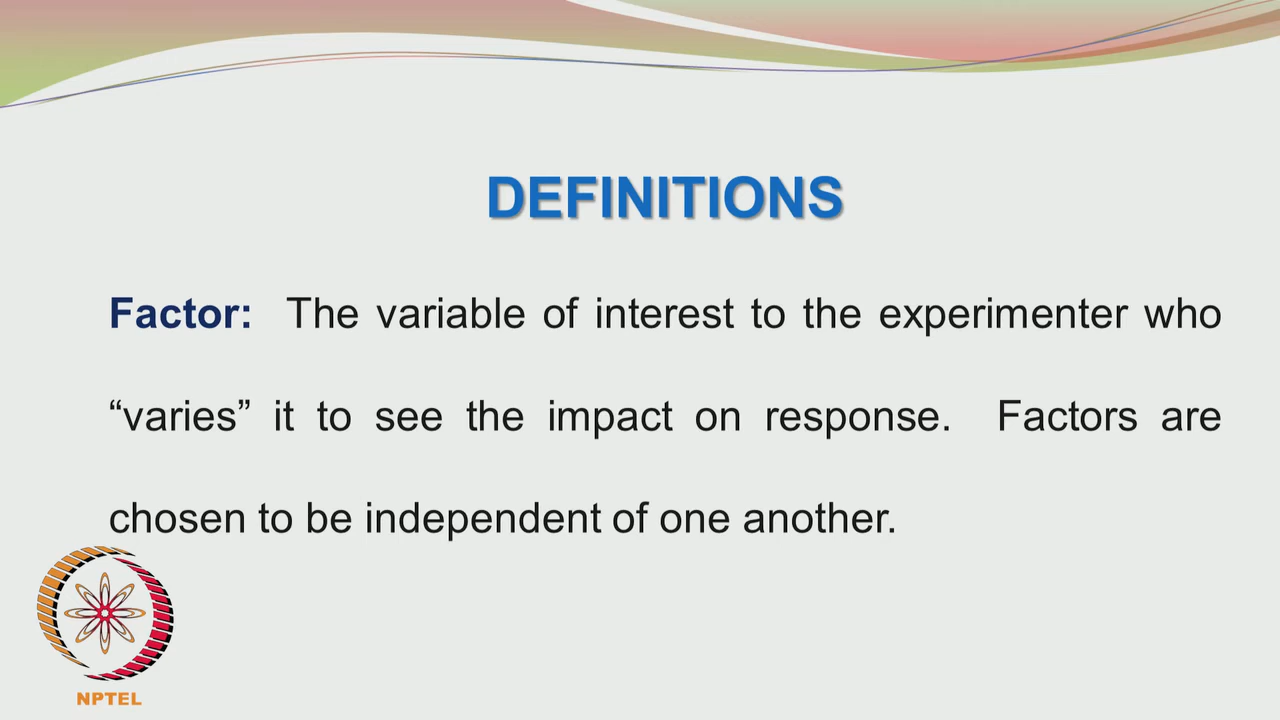 DEFINITIONS
Factor: The variable of interest to the experimenter who
“varies” it to see the impact on response. Factors are
chosen to be independent of one another.
NPTEL